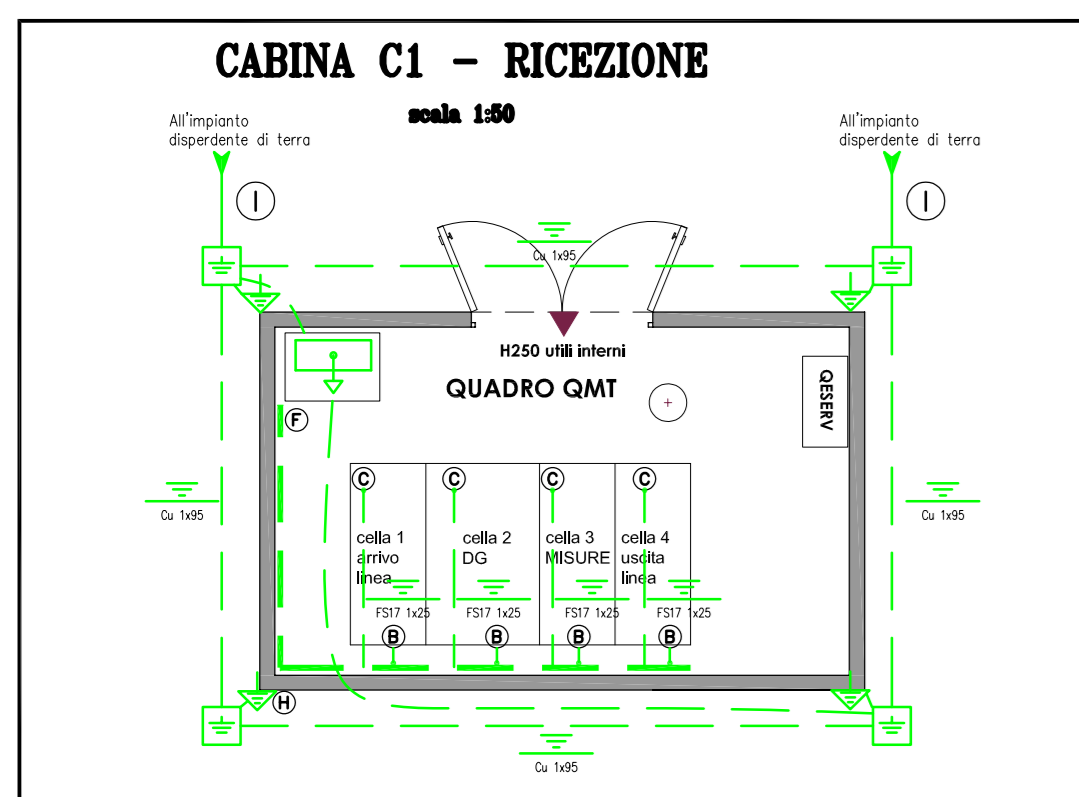 CABINA C1 – RICEZIONE
scala 1:50
All'impianto
disperdente di terra
All'impianto
disperdente di terra
I
I
Cu 1x95
H250 utili interni
QUADRO QMT
QESERV
F
C
C
C
C
Cu 1x95
Cu 1x95
cella 1
arrivo
linea
cella 2
DG
cella 3
MISURE
cella 4
uscita
linea
FS17 1x25
FS17 1x25
FS17 1x25
FS17 1x25
B
B
B
B
H
Cu 1x95